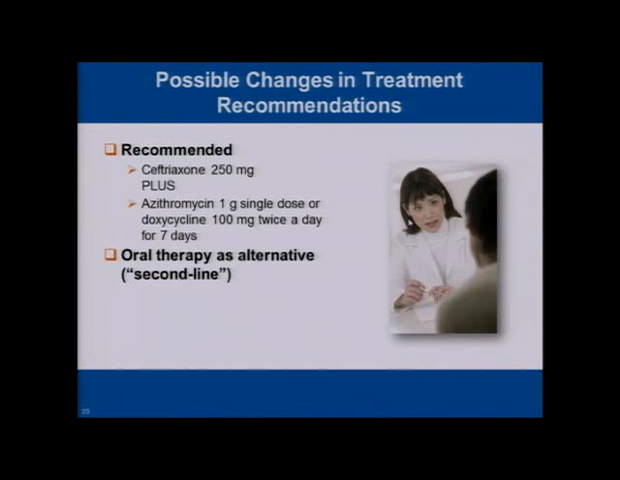 Possible Changes in Treatment
Recommendations
Recommended
Ceftriaxone 250 mg
PLUS
Azithromycin 1 g single dose or
doxycycline 100 mg twice a day
for 7 days
Oral therapy as alternative
(“second-line”)
23